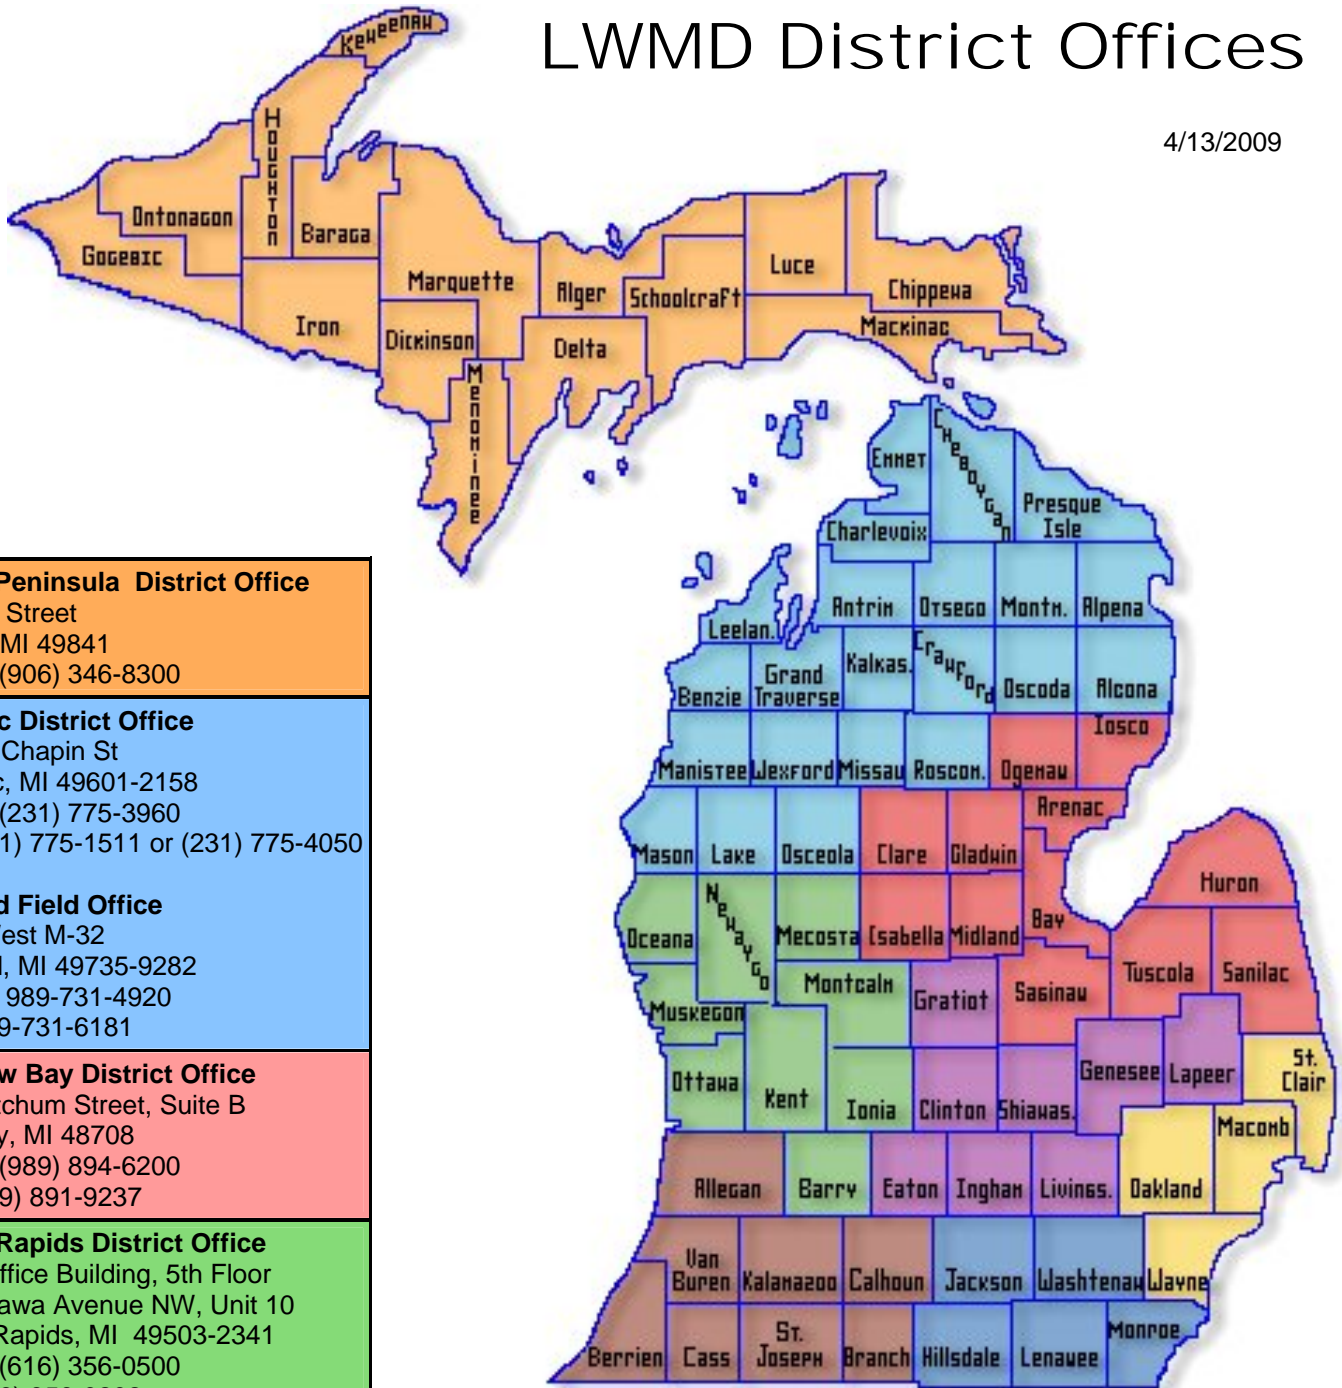 LWMD District Offices
4/13/2009
Keweenaw
Houghton
Ontonagon
Baraga
Gogebic
Marquette
Alger
Schoolcraft
Luce
Chippewa
Iron
Dickinson
Delta
Mackinac
Menominee
Emmet
Cheboygan
Presque
Isle
Charlevoix
Antrim Otsego Montm. Alpena
Leelan.
Benzie
Grand
Traverse
Kalkas.
Crawford
Oscoda
Alcona
Iosco
Manistee Wexford Missau Roscom. Ogemaw
Arenac
Mason Lake Osceola Clare Gladwin
Huron
Oceana
Newaygo
Mecosta Isabella Midland
Bay
Tuscola Sanilac
Montcalm
Gratiot
Saginaw
Muskegon
Ottawa
Kent
Ionia
Clinton
Shiawas.
Genesee
Lapeer
St.
Clair
Macomb
Allegan Barry Eaton Ingham Livings. Oakland
Van
Buren
Kalamazoo Calhoun Jackson Washtenaw Wayne
Berrien Cass
St.
Joseph
Branch Hillsdale Lenawee
Monroe
Peninsula District Office
Street
MI 49841
(906) 346-8300
c District Office
Chapin St
c, MI 49601-2158
(231) 775-3960
1) 775-1511 or (231) 775-4050
d Field Office
West M-32
l, MI 49735-9282
989-731-4920
9-731-6181
w Bay District Office
tchum Street, Suite B
y, MI 48708
(989) 894-6200
9) 891-9237
Rapids District Office
ffice Building, 5th Floor
awa Avenue NW, Unit 10
Rapids, MI 49503-2341
(616) 356-0500